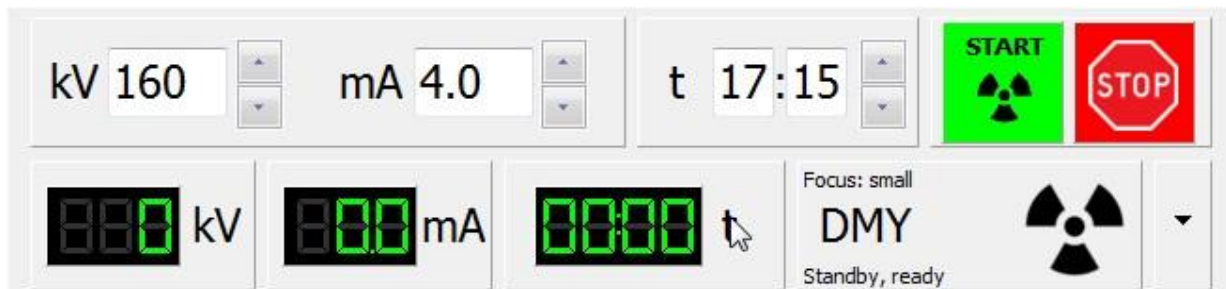 kV 160 mA 4.0 t 17:15 START STOP
0 kV 0.0 mA 00:00 t
Focus: small
DMY
Standby, ready